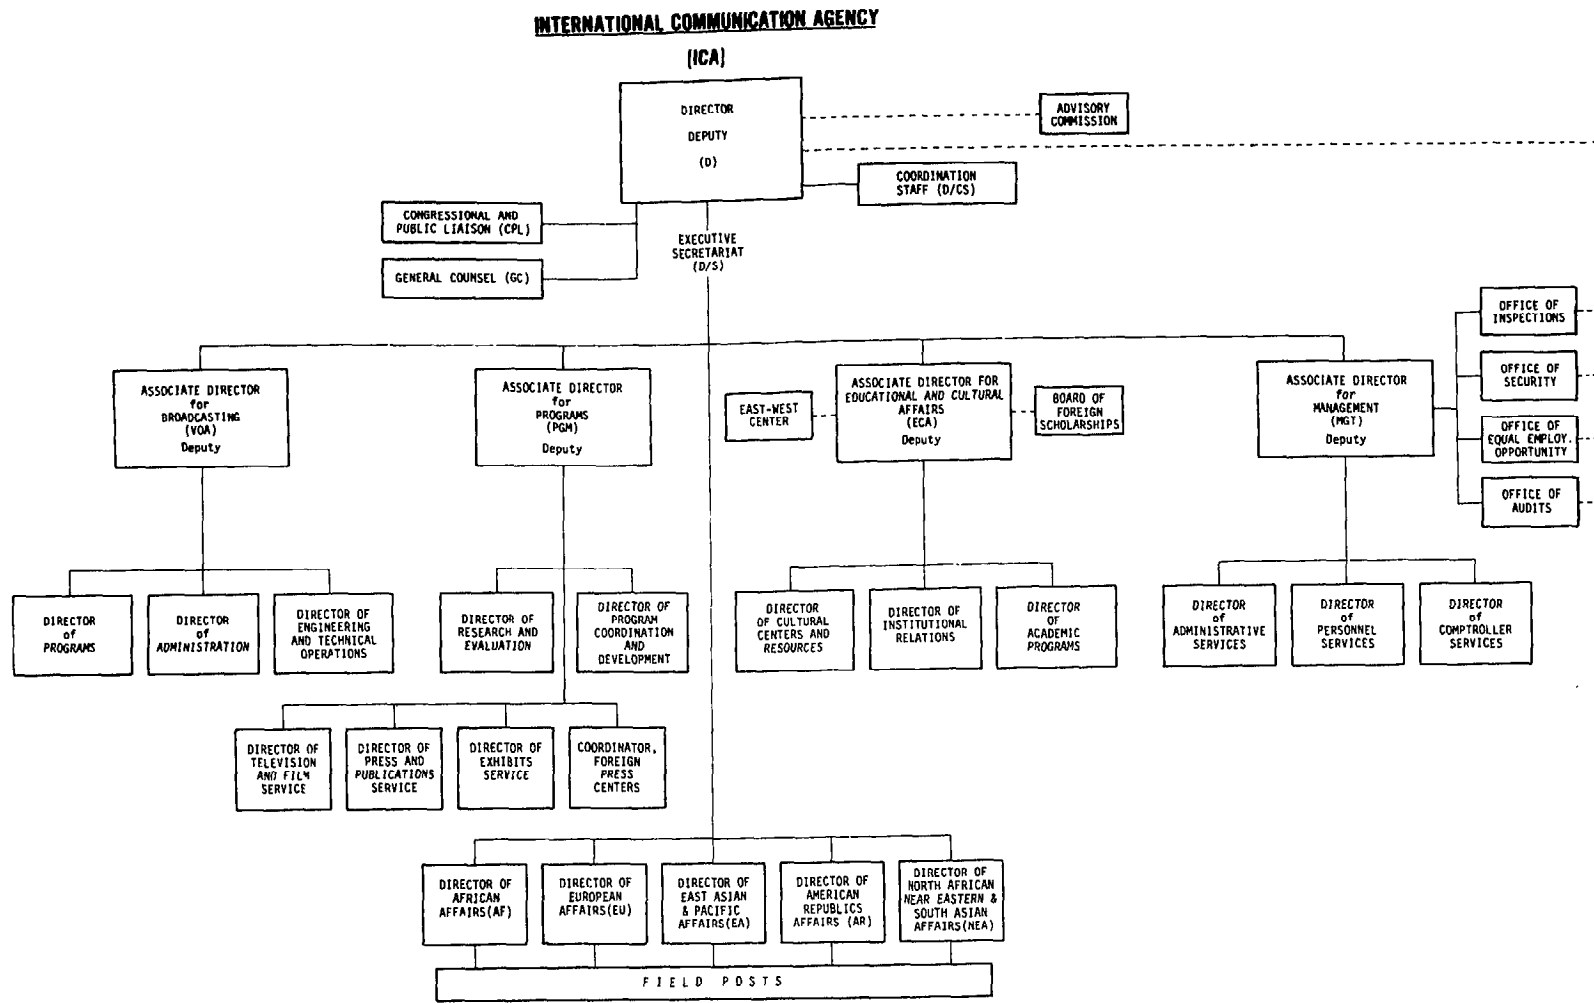 INTERNATIONAL COMMUNICATION AGENCY
(ICA)
DIRECTOR
DEPUTY
(D)
ADVISORY
COMMISSION
COORDINATION
STAFF (D/CS)
CONGRESSIONAL AND
PUBLIC LIAISON (CPL)
GENERAL COUNSEL (GC)
EXECUTIVE
SECRETARIAT
(D/S)
ASSOCIATE DIRECTOR
for
BROADCASTING
(VOA)
Deputy
ASSOCIATE DIRECTOR
for
PROGRAMS
(PGM)
Deputy
EAST-WEST
CENTER
ASSOCIATE DIRECTOR FOR
EDUCATIONAL AND CULTURAL
AFFAIRS
(ECA)
Deputy
BOARD OF
FOREIGN
SCHOLARSHIPS
ASSOCIATE DIRECTOR
for
MANAGEMENT
(MGT)
Deputy
OFFICE OF
INSPECTIONS
OFFICE OF
SECURITY
OFFICE OF
EQUAL EMPLOY.
OPPORTUNITY
OFFICE OF
AUDITS
DIRECTOR
of
PROGRAMS
DIRECTOR
of
ADMINISTRATION
DIRECTOR OF
ENGINEERING
AND TECHNICAL
OPERATIONS
DIRECTOR OF
RESEARCH AND
EVALUATION
DIRECTOR OF
PROGRAM
COORDINATION
AND
DEVELOPMENT
DIRECTOR
OF CULTURAL
CENTERS AND
RESOURCES
DIRECTOR OF
INSTITUTIONAL
RELATIONS
DIRECTOR
OF
ACADEMIC
PROGRAMS
DIRECTOR
of
ADMINISTRATIVE
SERVICES
DIRECTOR
of
PERSONNEL
SERVICES
DIRECTOR
of
COMPTROLLER
SERVICES
DIRECTOR OF
TELEVISION
AND FILM
SERVICE
DIRECTOR OF
PRESS AND
PUBLICATIONS
SERVICE
DIRECTOR OF
EXHIBITS
SERVICE
COORDINATOR,
FOREIGN
PRESS
CENTERS
DIRECTOR OF
AFRICAN
AFFAIRS(AF)
DIRECTOR OF
EUROPEAN
AFFAIRS(EU)
DIRECTOR OF
EAST ASIAN
& PACIFIC
AFFAIRS(EA)
DIRECTOR OF
AMERICAN
REPUBLICS
AFFAIRS (AR)
DIRECTOR OF
NORTH AFRICAN
NEAR EASTERN &
SOUTH ASIAN
AFFAIRS(NEA)
FIELD POSTS